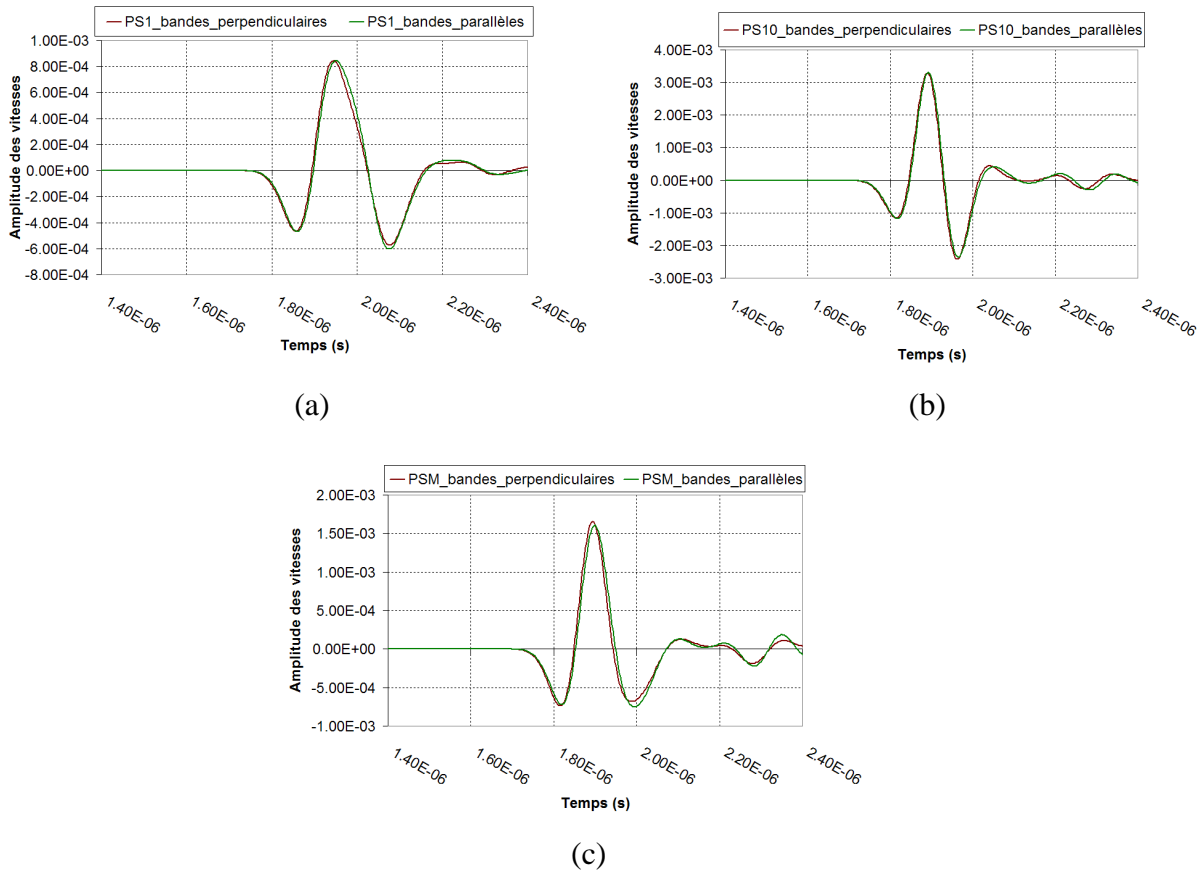 PS1_bandes_perpendiculaires PS1_bandes_parallèles
Amplitude des vitesses
1.00E-03
8.00E-04
6.00E-04
4.00E-04
2.00E-04
0.00E+00
-2.00E-04
-4.00E-04
-6.00E-04
-8.00E-04
1.40E-06 1.60E-06 1.80E-06 2.00E-06 2.20E-06 2.40E-06
Temps (s)
(a)
PS10_bandes_perpendiculaires PS10_bandes_parallèles
Amplitude des vitesses
4.00E-03
3.00E-03
2.00E-03
1.00E-03
0.00E+00
-1.00E-03
-2.00E-03
-3.00E-03
1.40E-06 1.60E-06 1.80E-06 2.00E-06 2.20E-06 2.40E-06
Temps (s)
(b)
PSM_bandes_perpendiculaires PSM_bandes_parallèles
Amplitude des vitesses
2.00E-03
1.50E-03
1.00E-03
5.00E-04
0.00E+00
-5.00E-04
-1.00E-03
1.40E-06 1.60E-06 1.80E-06 2.00E-06 2.20E-06 2.40E-06
Temps (s)
(c)